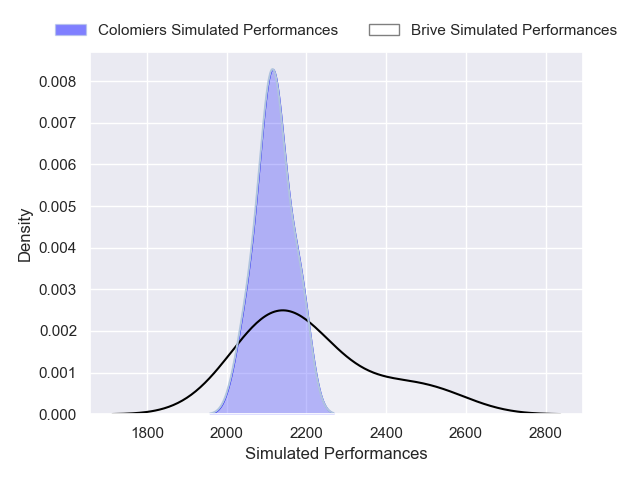 Colomiers Simulated Performances
Brive Simulated Performances
0.008
0.007
0.006
0.005
0.004
0.003
0.002
0.001
0.000
Density
1800 2000 2200 2400 2600 2800
Simulated Performances